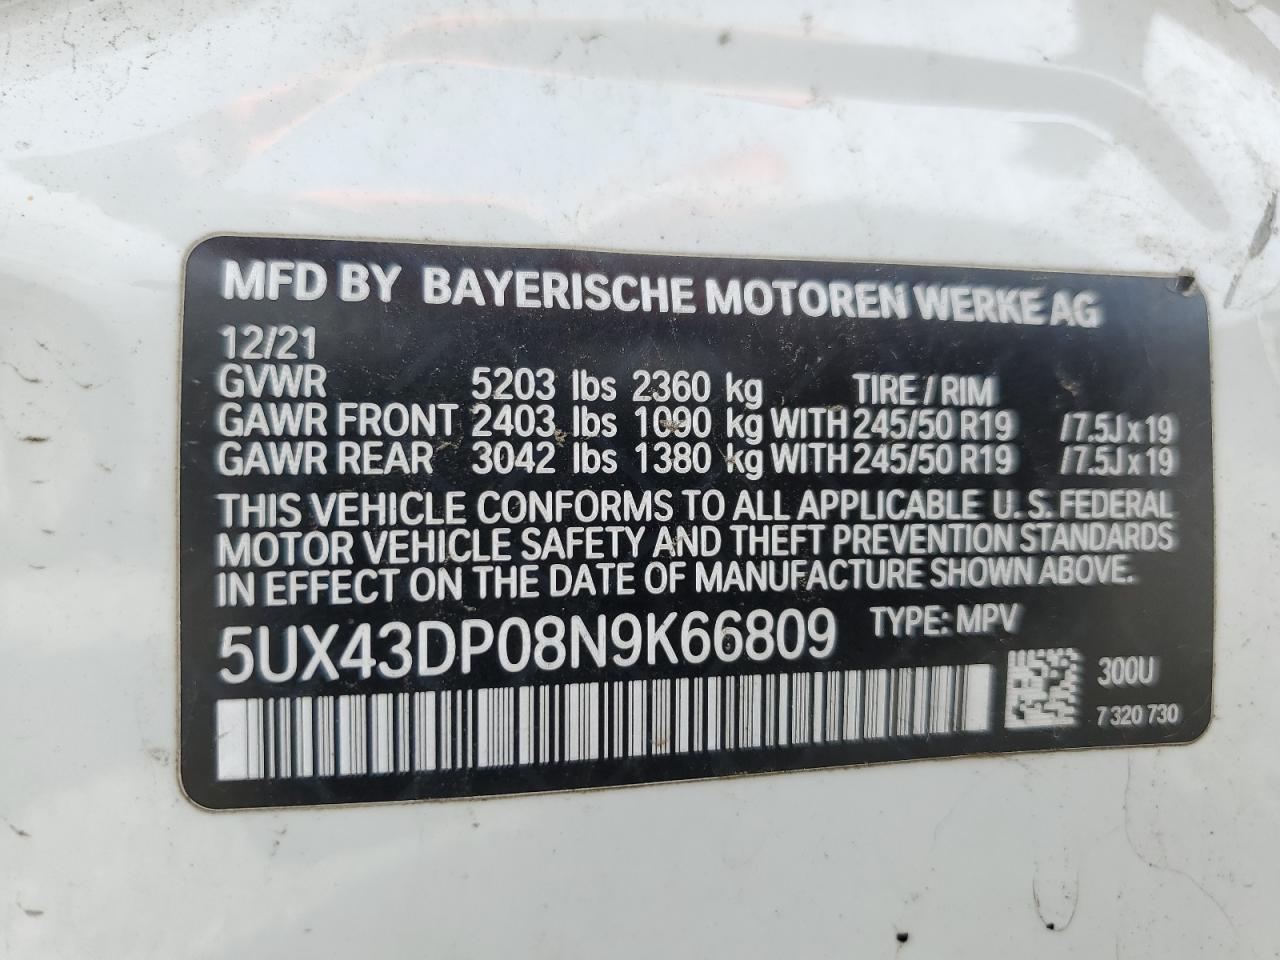 MFD BY BAYERISCHE MOTOREN WERKE AG
12/21
GVWR 5203 lbs 2360 kg TIRE / RIM
GAWR FRONT 2403 lbs 1090 kg WITH 245/50 R19 / 7.5J x 19
GAWR REAR 3042 lbs 1380 kg WITH 245/50 R19 / 7.5J x 19
THIS VEHICLE CONFORMS TO ALL APPLICABLE U.S. FEDERAL
MOTOR VEHICLE SAFETY AND THEFT PREVENTION STANDARDS
IN EFFECT ON THE DATE OF MANUFACTURE SHOWN ABOVE.
5UX43DP08N9K66809 TYPE: MPV
300U
7 320 730